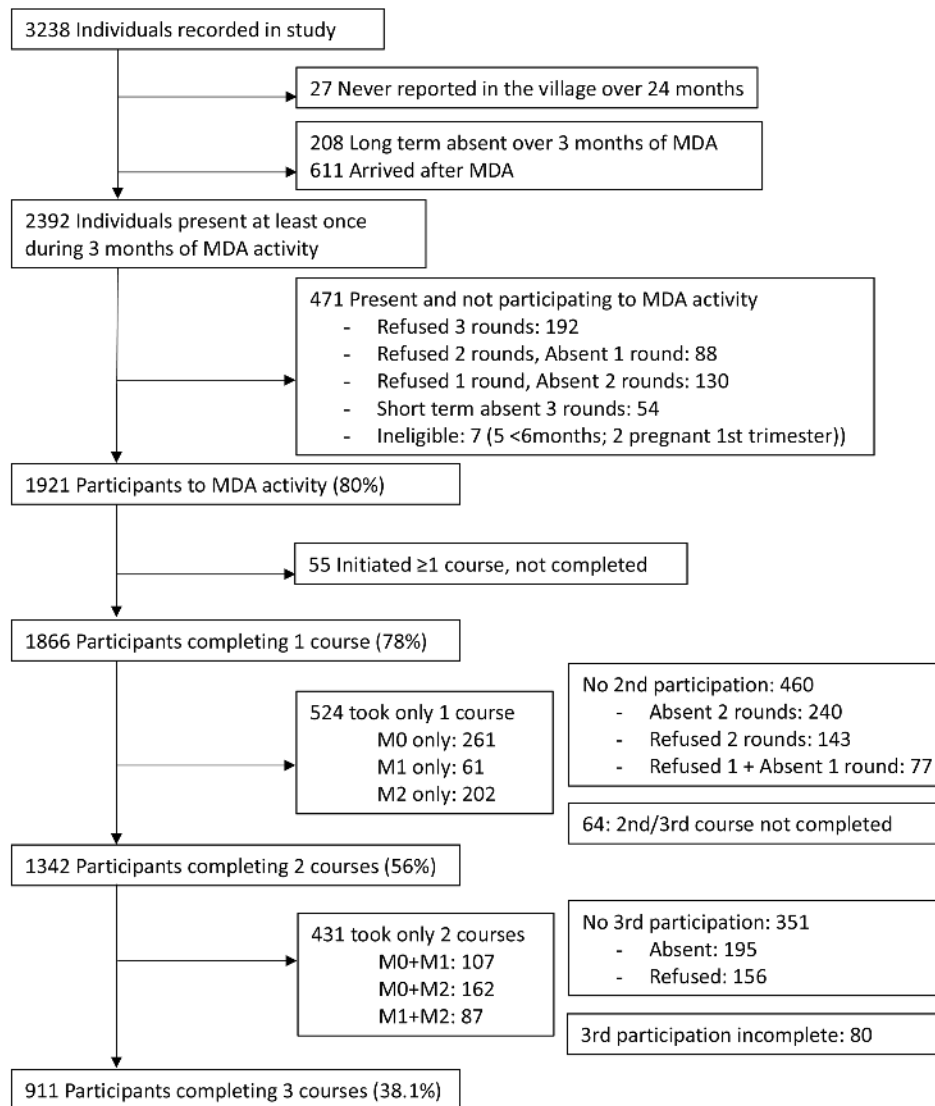 3238 Individuals recorded in study
27 Never reported in the village over 24 months
208 Long term absent over 3 months of MDA
611 Arrived after MDA
2392 Individuals present at least once
during 3 months of MDA activity
471 Present and not participating to MDA activity
- Refused 3 rounds: 192
- Refused 2 rounds, Absent 1 round: 88
- Refused 1 round, Absent 2 rounds: 130
- Short term absent 3 rounds: 54
- Ineligible: 7 (5 <6months; 2 pregnant 1st trimester))
1921 Participants to MDA activity (80%)
55 Initiated ≥1 course, not completed
1866 Participants completing 1 course (78%)
524 took only 1 course
M0 only: 261
M1 only: 61
M2 only: 202
No 2nd participation: 460
- Absent 2 rounds: 240
- Refused 2 rounds: 143
- Refused 1 + Absent 1 round: 77
64: 2nd/3rd course not completed
1342 Participants completing 2 courses (56%)
431 took only 2 courses
M0+M1: 107
M0+M2: 162
M1+M2: 87
No 3rd participation: 351
- Absent: 195
- Refused: 156
3rd participation incomplete: 80
911 Participants completing 3 courses (38.1%)